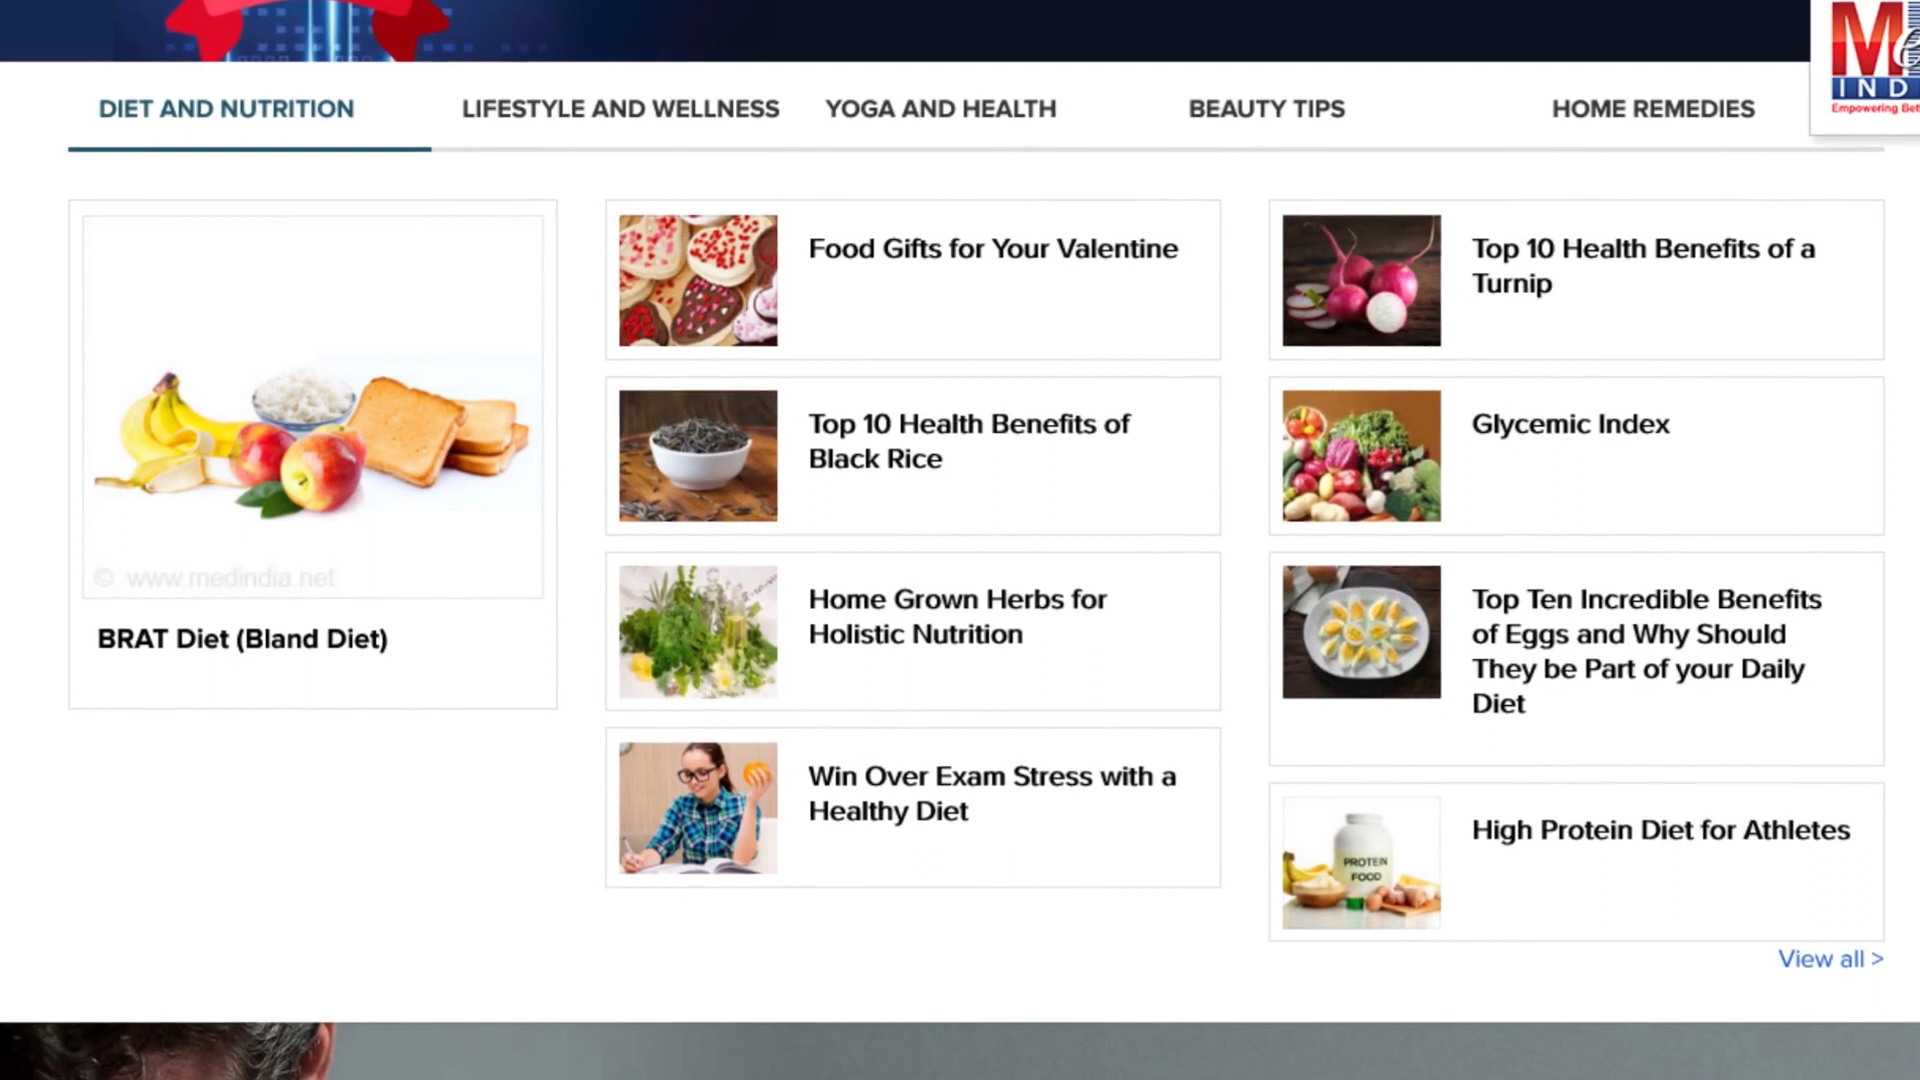 DIET AND NUTRITION
LIFESTYLE AND WELLNESS
YOGA AND HEALTH
BEAUTY TIPS
HOME REMEDIES
IND
Empowering
© www.medindia.net
BRAT Diet (Bland Diet)
Food Gifts for Your Valentine
Top 10 Health Benefits of
Black Rice
Home Grown Herbs for
Holistic Nutrition
Win Over Exam Stress with a
Healthy Diet
Top 10 Health Benefits of a
Turnip
Glycemic Index
Top Ten Incredible Benefits
of Eggs and Why Should
They be Part of your Daily
Diet
PROTEIN
FOOD
High Protein Diet for Athletes
View all >